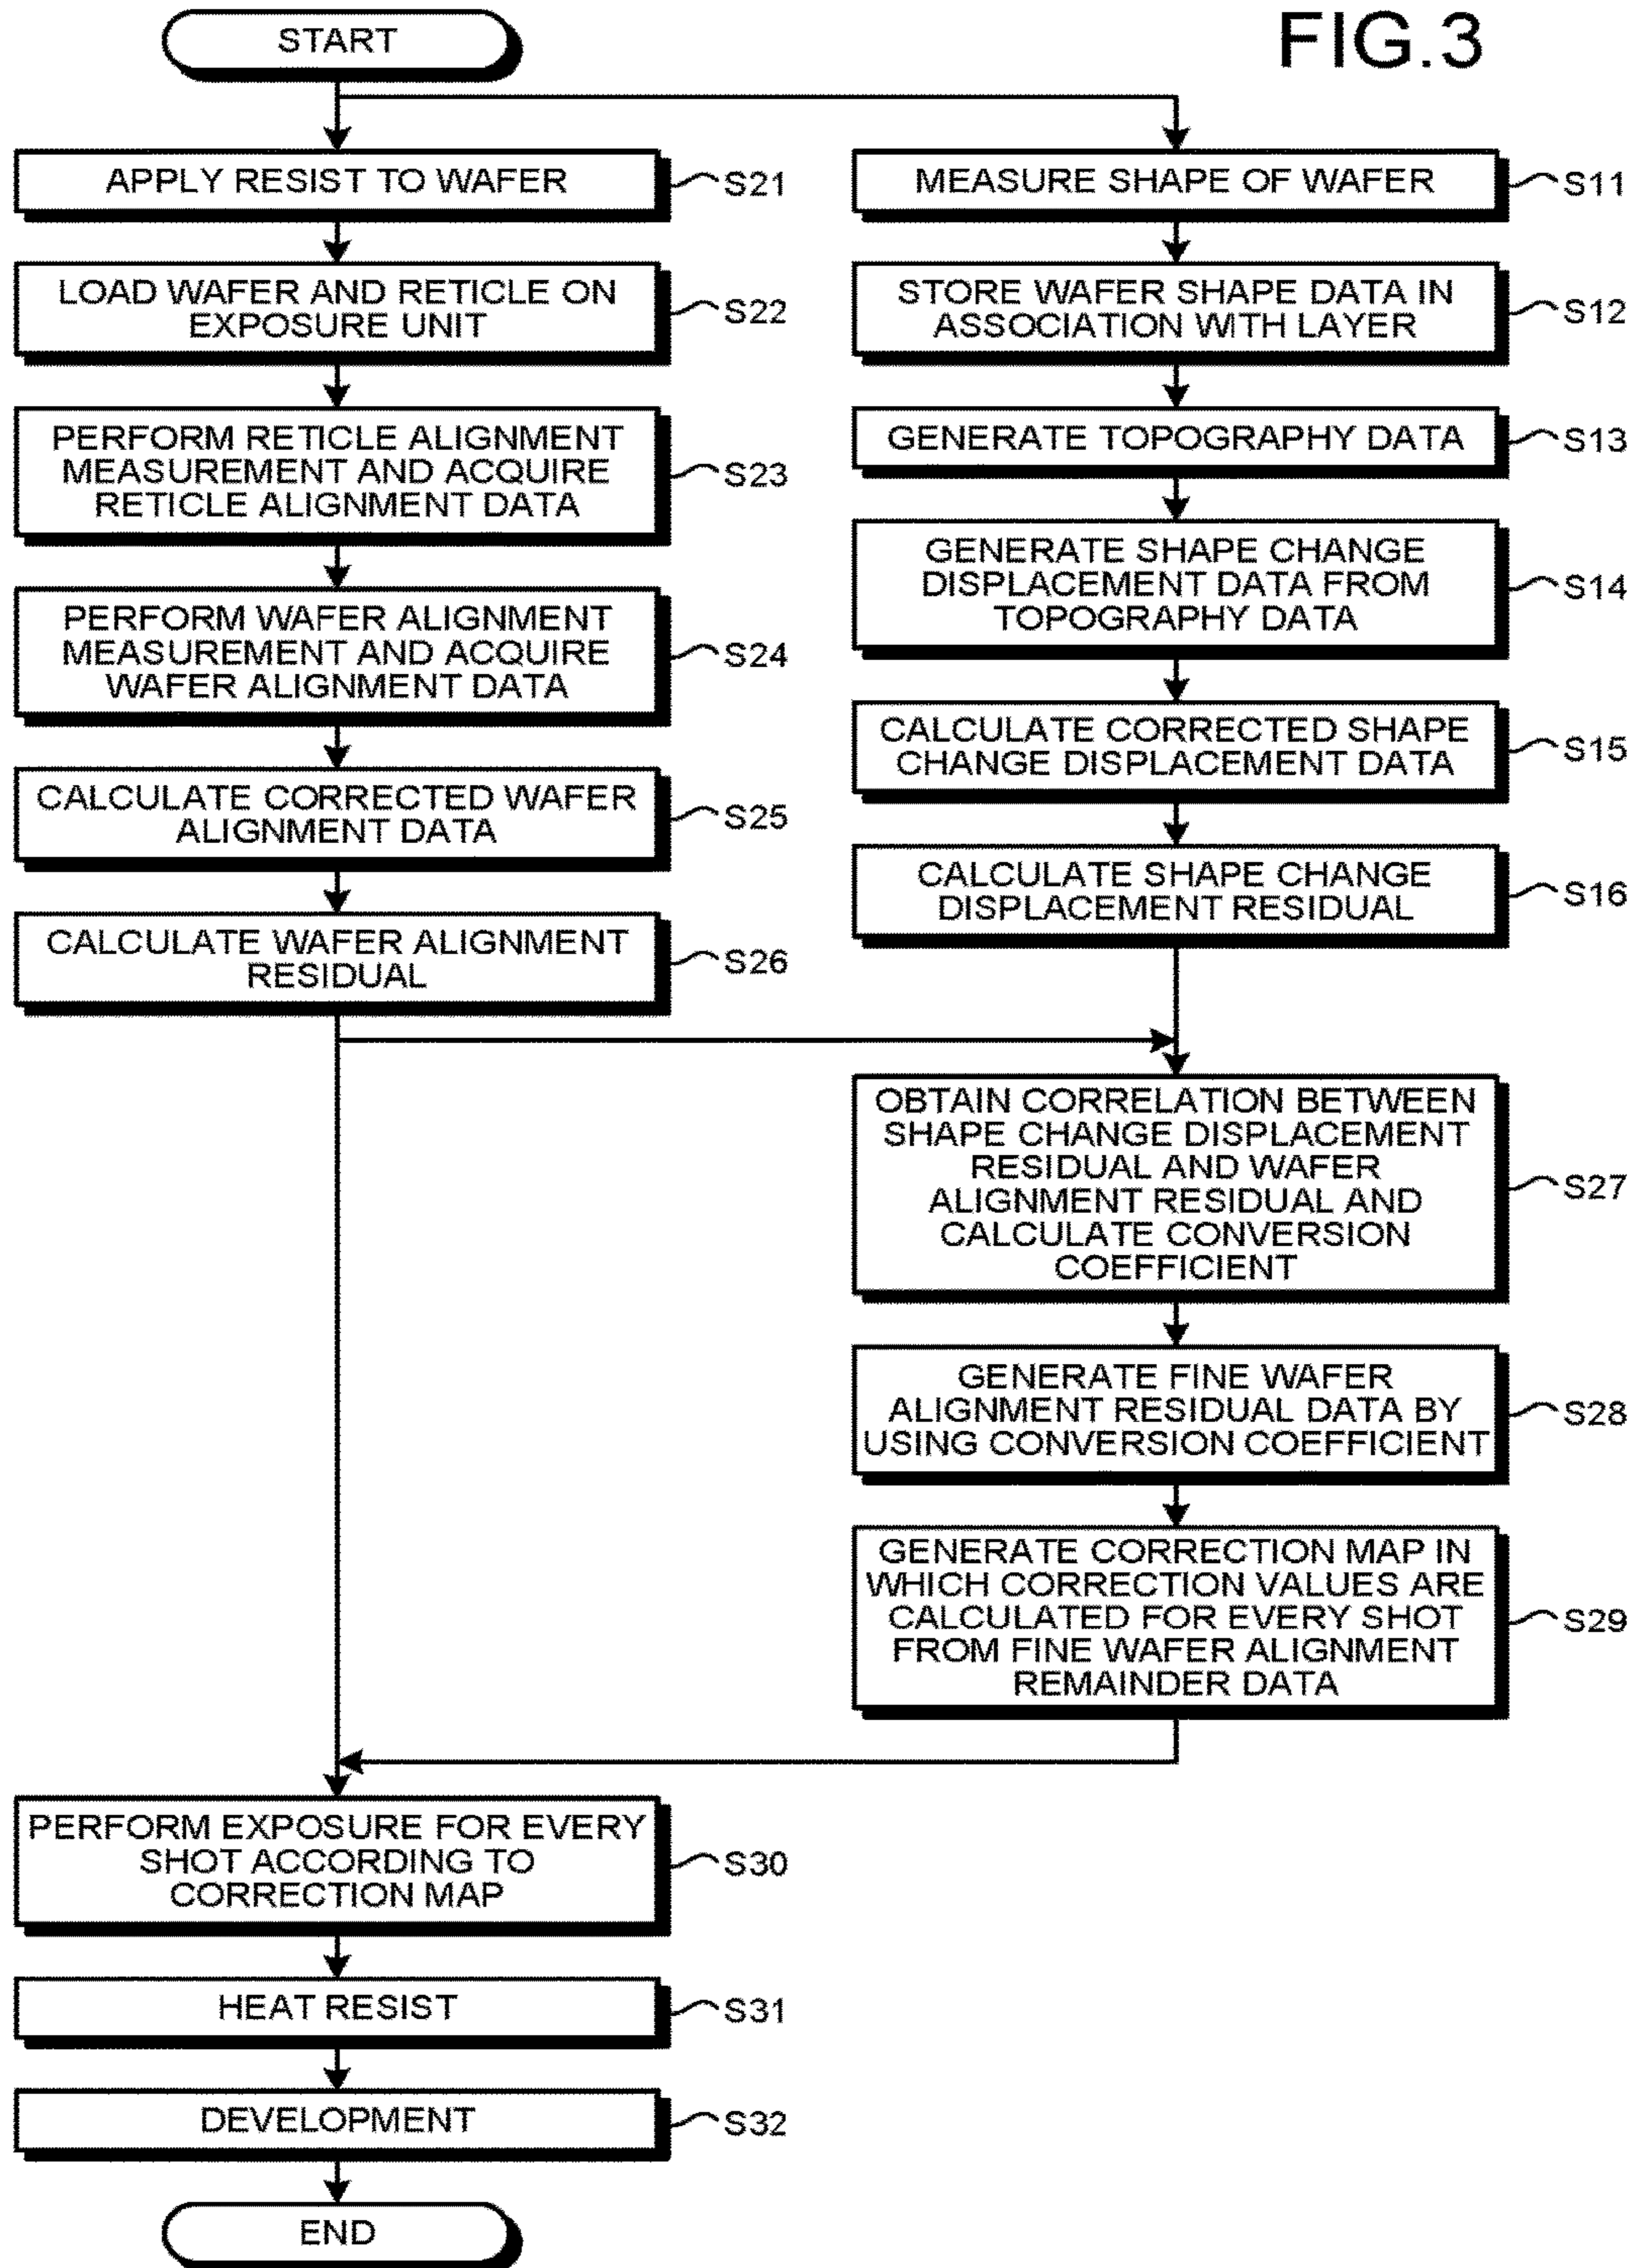 FIG.3
START
APPLY RESIST TO WAFER
S21
LOAD WAFER AND RETICLE ON
EXPOSURE UNIT
S22
PERFORM RETICLE ALIGNMENT
MEASUREMENT AND ACQUIRE
RETICLE ALIGNMENT DATA
S23
PERFORM WAFER ALIGNMENT
MEASUREMENT AND ACQUIRE
WAFER ALIGNMENT DATA
S24
CALCULATE CORRECTED WAFER
ALIGNMENT DATA
S25
CALCULATE WAFER ALIGNMENT
RESIDUAL
S26
MEASURE SHAPE OF WAFER
S11
STORE WAFER SHAPE DATA IN
ASSOCIATION WITH LAYER
S12
GENERATE TOPOGRAPHY DATA
S13
GENERATE SHAPE CHANGE
DISPLACEMENT DATA FROM
TOPOGRAPHY DATA
S14
CALCULATE CORRECTED SHAPE
CHANGE DISPLACEMENT DATA
S15
CALCULATE SHAPE CHANGE
DISPLACEMENT RESIDUAL
S16
OBTAIN CORRELATION BETWEEN
SHAPE CHANGE DISPLACEMENT
RESIDUAL AND WAFER
ALIGNMENT RESIDUAL AND
CALCULATE CONVERSION
COEFFICIENT
S27
GENERATE FINE WAFER
ALIGNMENT RESIDUAL DATA BY
USING CONVERSION COEFFICIENT
S28
GENERATE CORRECTION MAP IN
WHICH CORRECTION VALUES ARE
CALCULATED FOR EVERY SHOT
FROM FINE WAFER ALIGNMENT
REMAINDER DATA
S29
PERFORM EXPOSURE FOR EVERY
SHOT ACCORDING TO
CORRECTION MAP
S30
HEAT RESIST
S31
DEVELOPMENT
S32
END